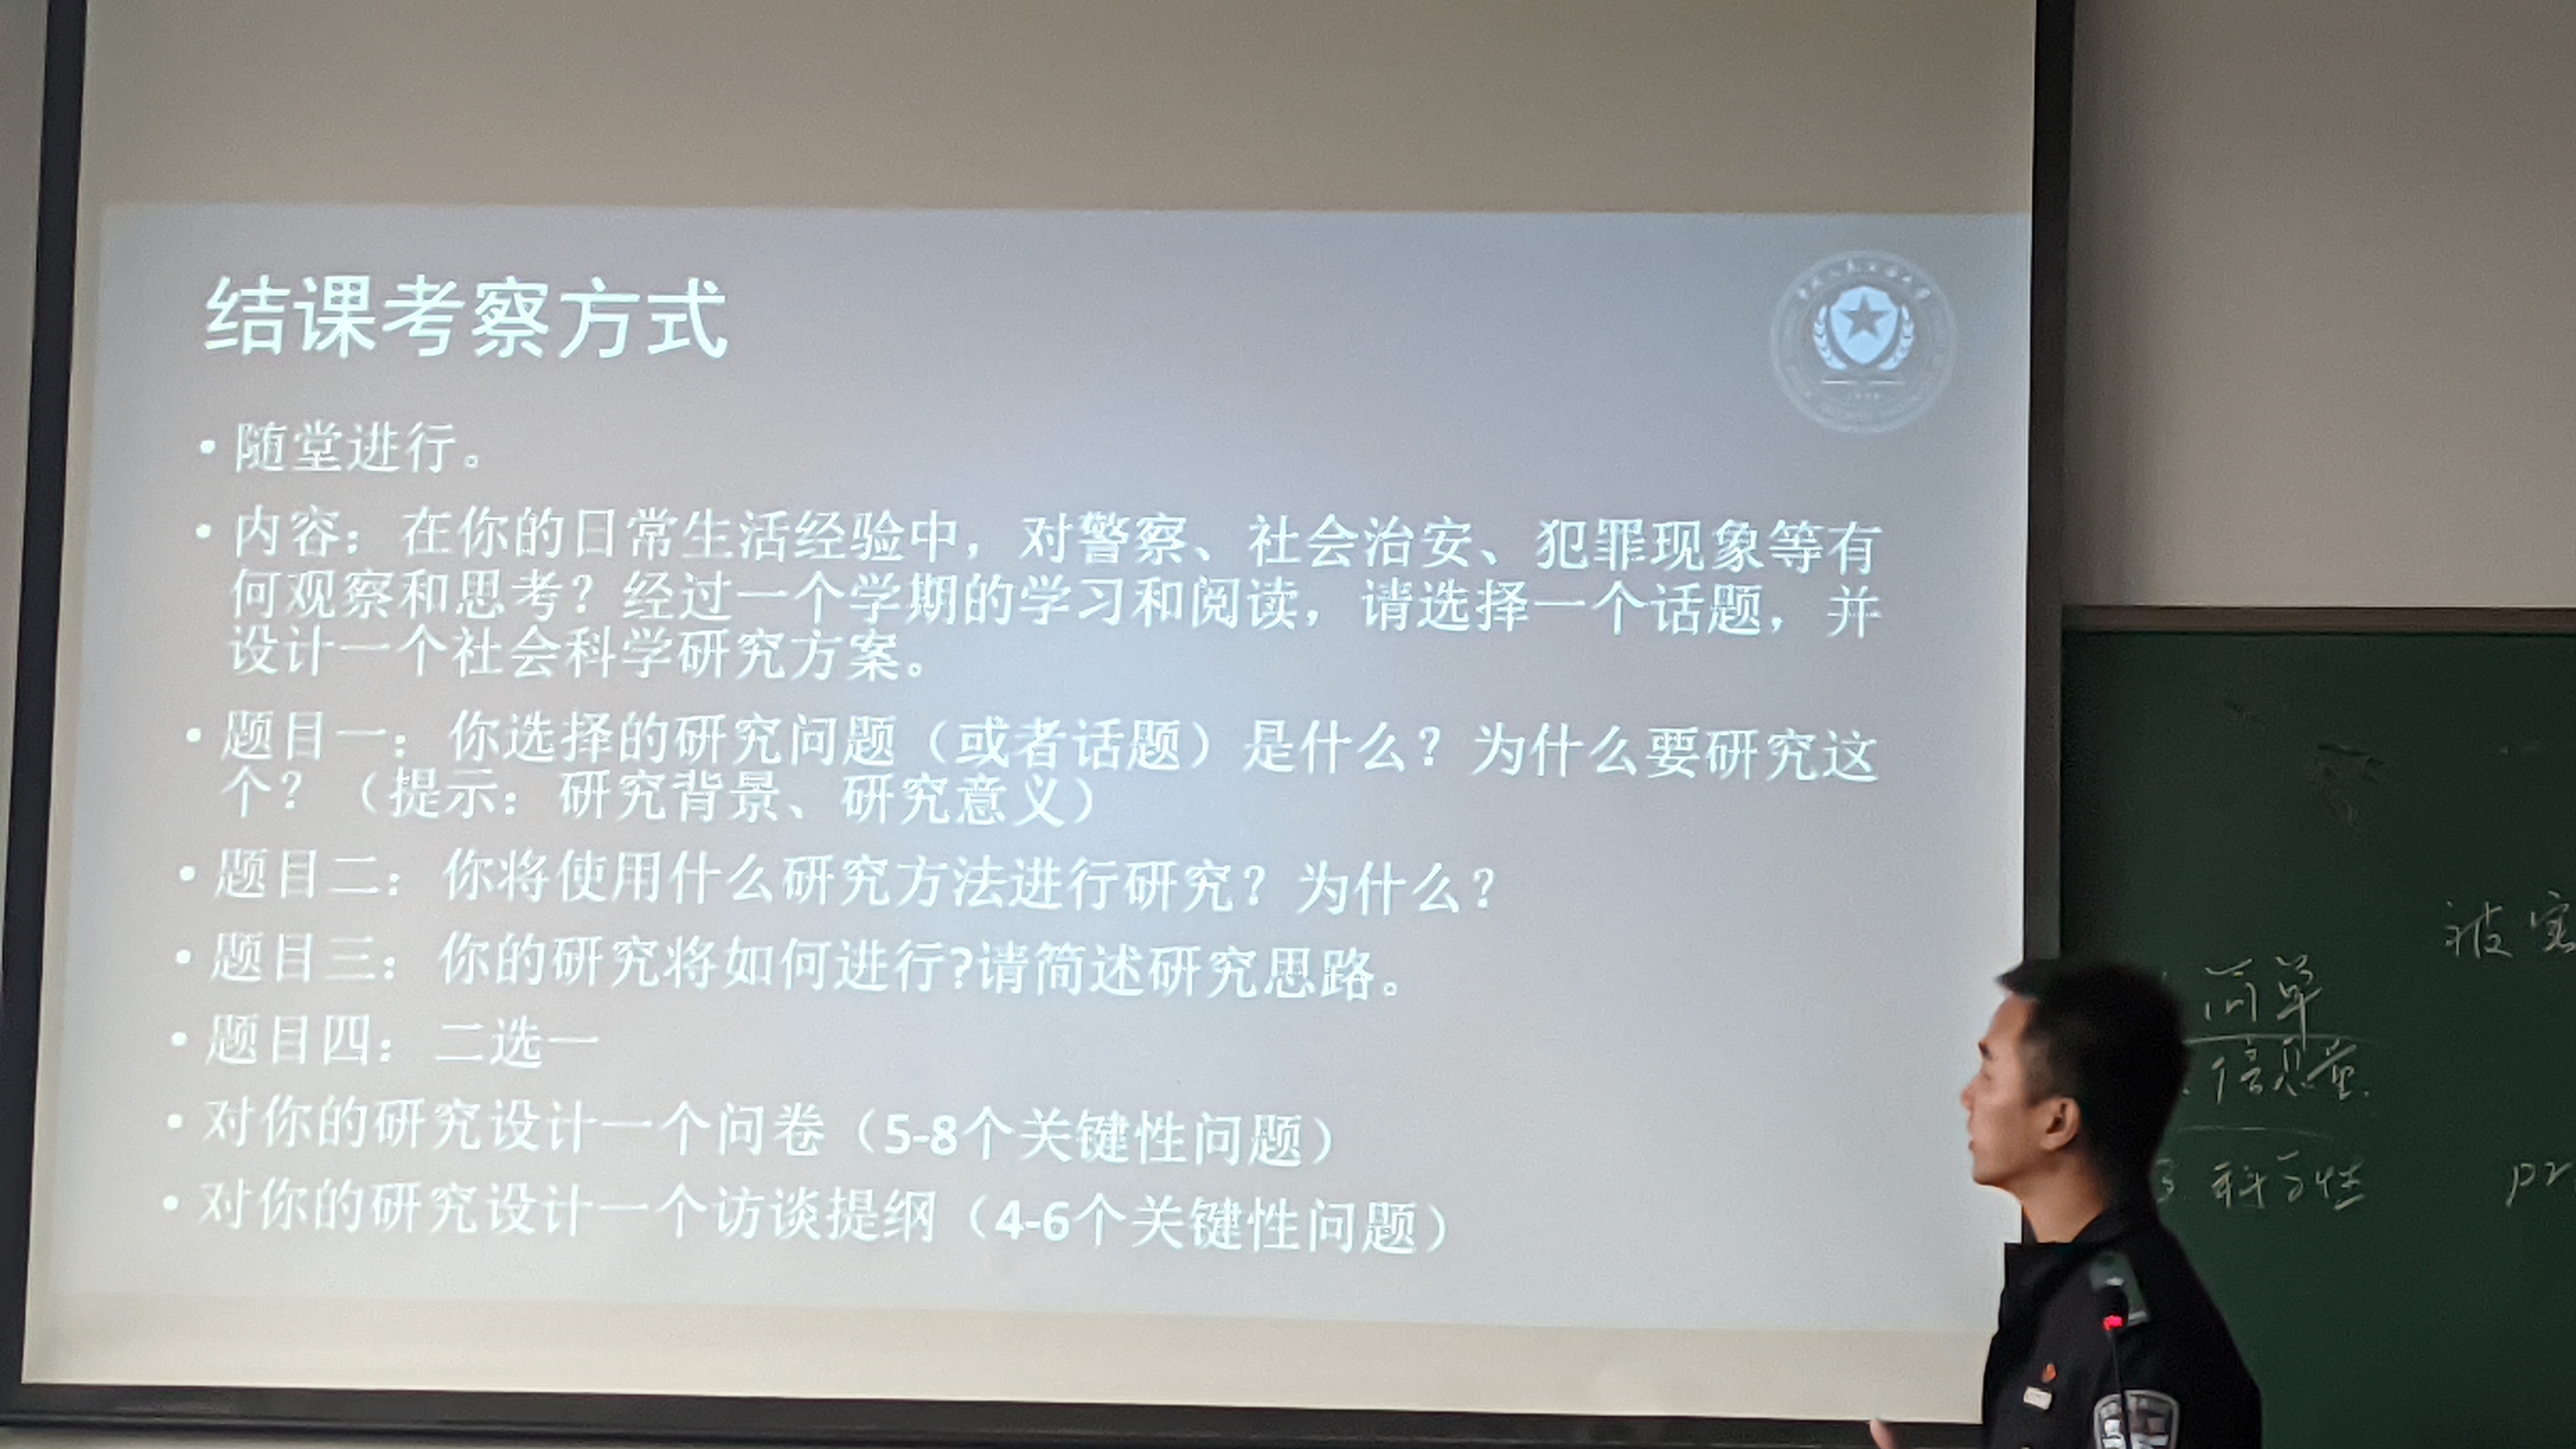 结课考察方式
• 随堂进行。
• 内容：在你的日常生活经验中，对警察、社会治安、犯罪现象等有
何观察和思考？经过一个学期的学习和阅读，请选择一个话题，并
设计一个社会科学研究方案。
• 题目一：你选择的研究问题（或者话题）是什么？为什么要研究这
个？（提示：研究背景、研究意义）
• 题目二：你将使用什么研究方法进行研究？为什么？
• 题目三：你的研究将如何进行?请简述研究思路。
• 题目四：二选一
• 对你的研究设计一个问卷（5-8个关键性问题）
• 对你的研究设计一个访谈提纲（4-6个关键性问题）
被害
简单
信息量
3 科学性
pr